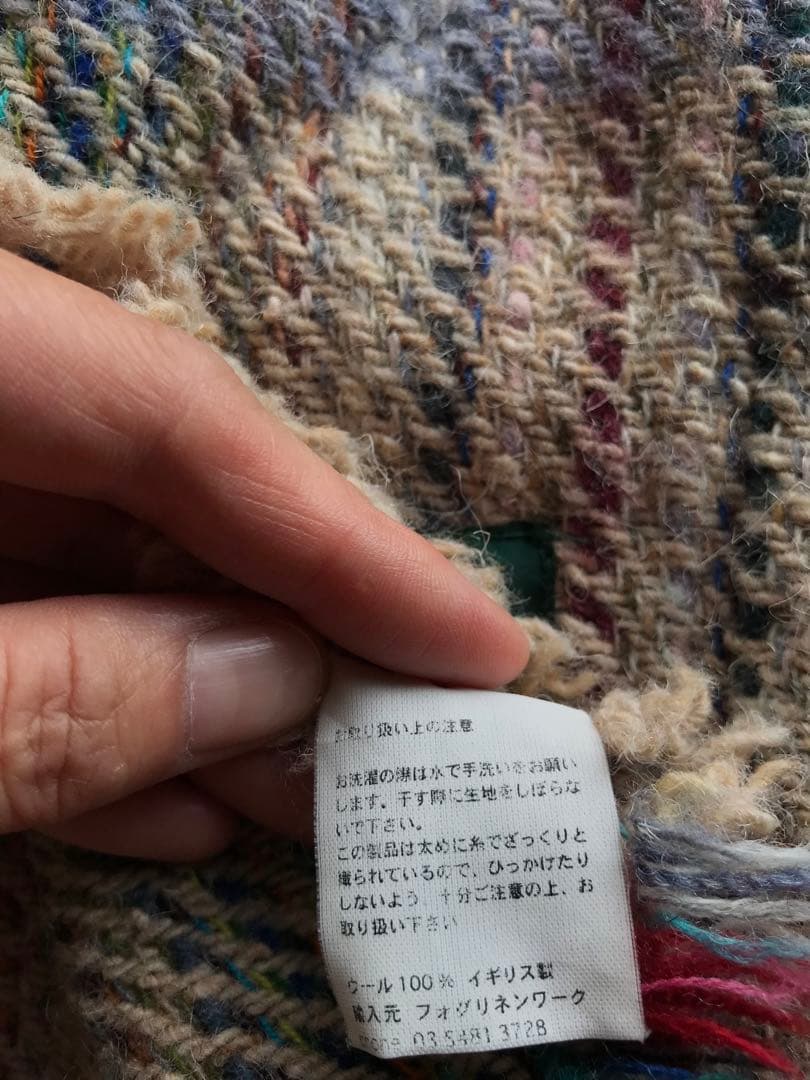 お取り扱い上の注意
お洗濯の際は水で手洗いをお願い
します。干す際に生地をしぼらな
いで下さい。
この製品は太めに糸でざっくりと
織られているので、ひっかけたり
しないよう 十分ご注意の上、お
取り扱い下さい
ウール 100% イギリス製
輸入元 フォグリネンワーク
phone 03 5481 3728